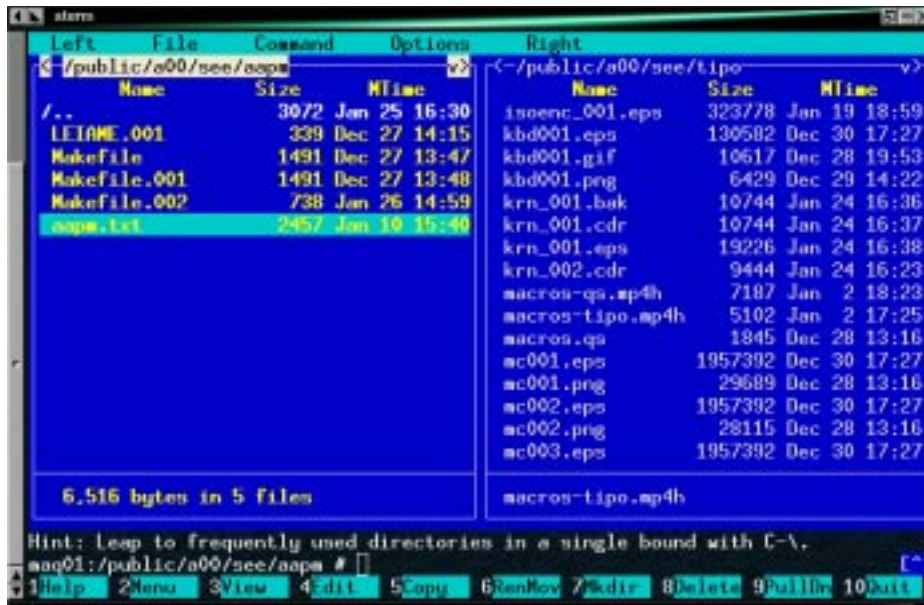 aterm
Left File Command Options Right
/public/a00/see/aapm v> <-/public/a00/see/tipo v>
Name Size MTime Name Size MTime
/.. 3072 Jan 25 16:30 isoenc_001.eps 323778 Jan 19 18:59
LEIAME.001 339 Dec 27 14:15 kbd001.eps 130582 Dec 30 17:27
Makefile 1491 Dec 27 13:47 kbd001.gif 10617 Dec 28 19:53
Makefile.001 1491 Dec 27 13:48 kbd001.png 6429 Dec 29 14:22
Makefile.002 738 Jan 26 14:59 krn_001.bak 10744 Jan 24 16:36
aapm.txt 2457 Jan 10 15:40 krn_001.cdr 10744 Jan 24 16:37
krn_001.eps 19226 Jan 24 16:38
krn_002.cdr 9444 Jan 24 16:23
macros-qs.mp4h 7187 Jan 2 18:23
macros-tipo.mp4h 5102 Jan 2 17:25
macros.qs 1845 Dec 28 13:16
mc001.eps 1957392 Dec 30 17:27
mc001.png 29689 Dec 28 13:16
mc002.eps 1957392 Dec 30 17:27
mc002.png 28115 Dec 28 13:16
mc003.eps 1957392 Dec 30 17:27
6,516 bytes in 5 files macros-tipo.mp4h
Hint: Leap to frequently used directories in a single bound with C-\.
maq01:/public/a00/see/aapm # [^
1Help 2Menu 3View 4Edit 5Copy 6RenMov 7Mkdir 8Delete 9PullDn 10Quit